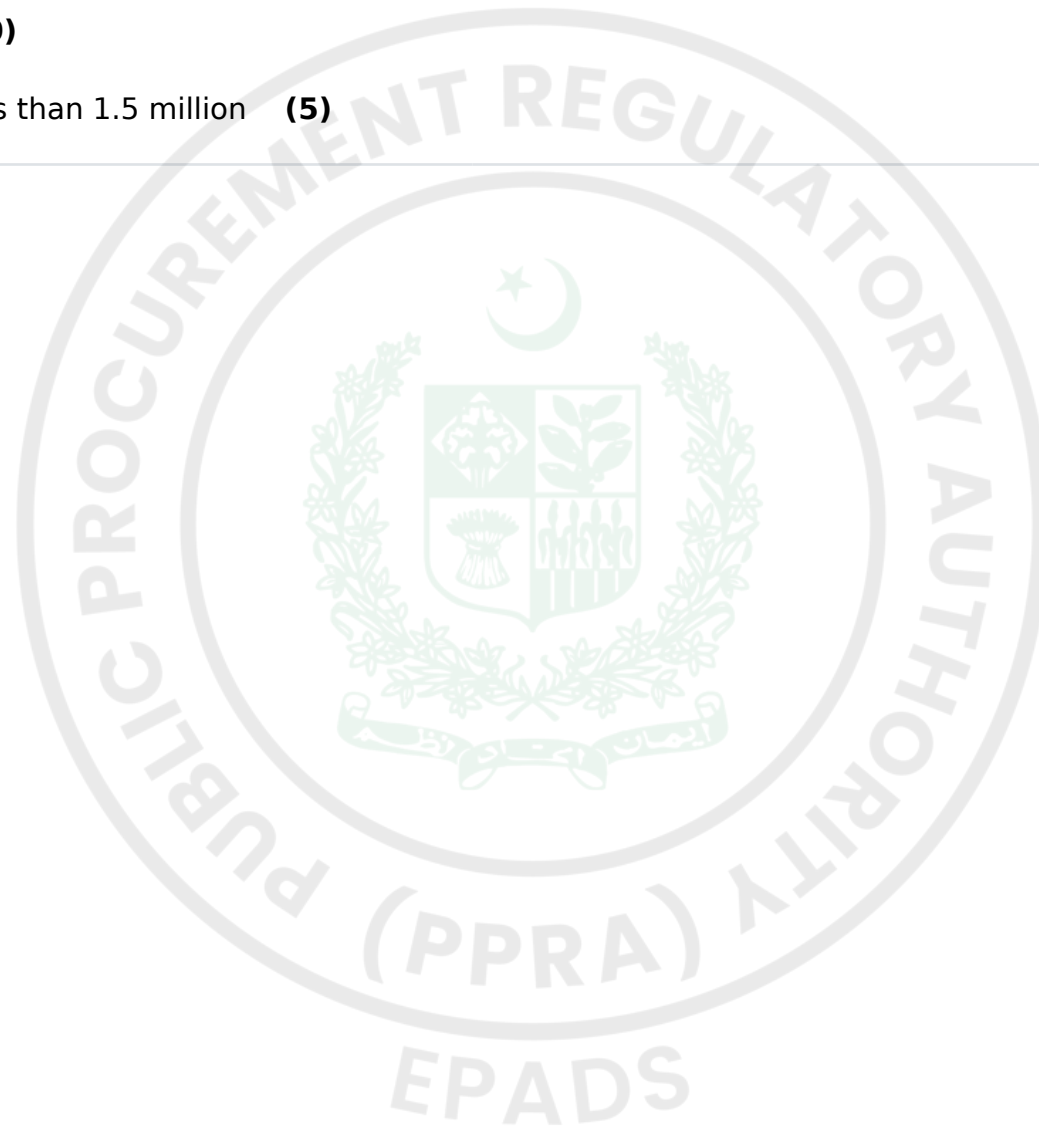 )
s than 1.5 million (5)
PUBLIC PROCUREMENT REGULATORY AUTHORITY
(PPRA)
EPADS